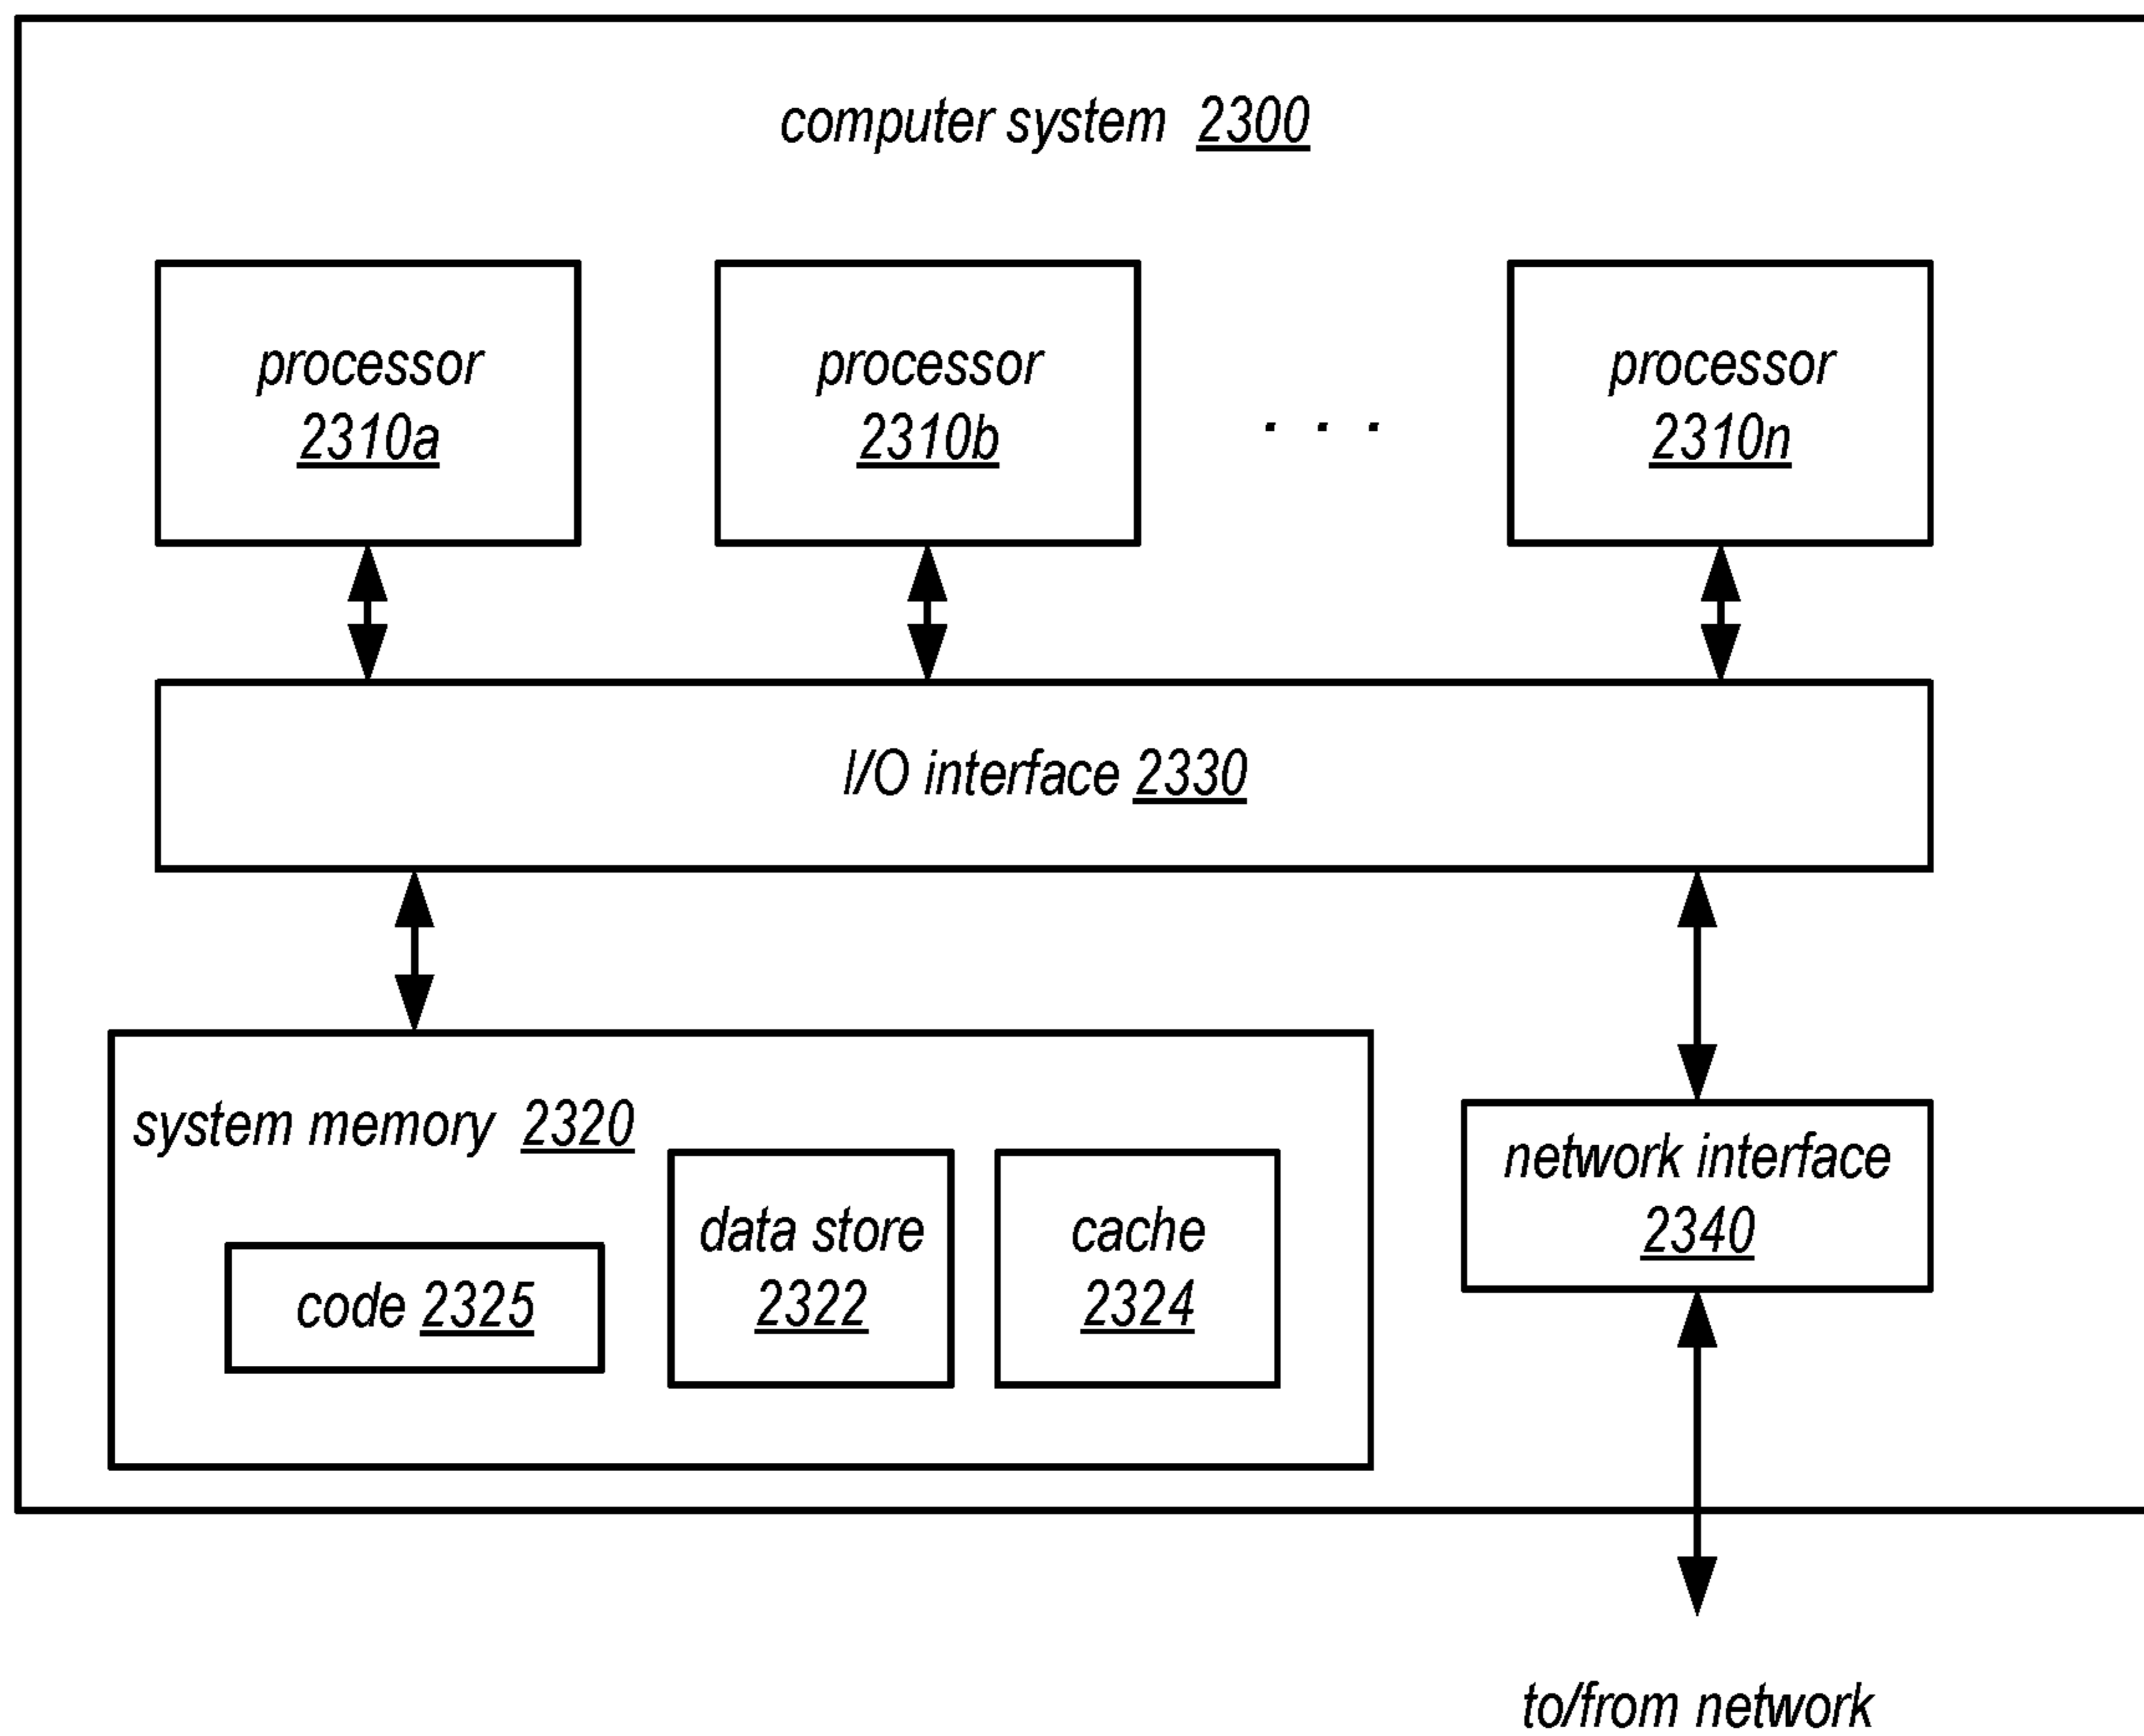 computer system 2300
processor
2310a
processor
2310b
. . .
processor
2310n
I/O interface 2330
system memory 2320
code 2325
data store
2322
cache
2324
network interface
2340
to/from network